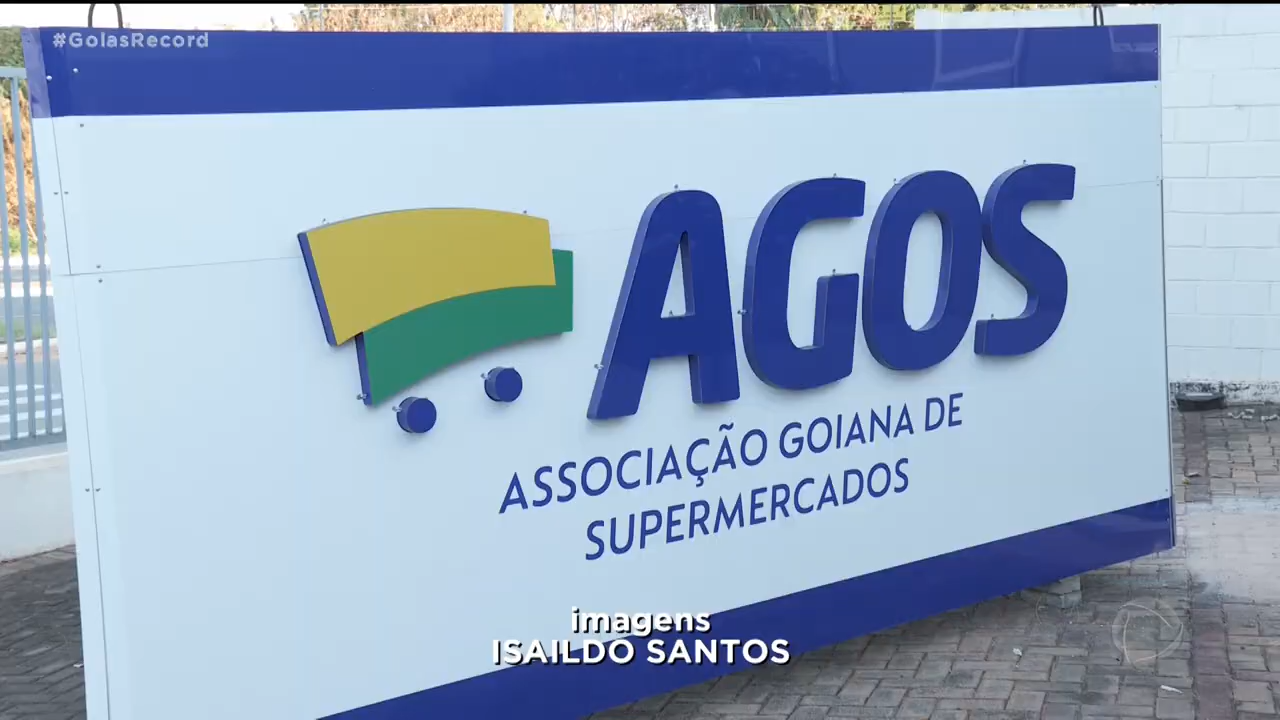 #GoiasRecord
AGOS
ASSOCIAÇÃO GOIANA DE
SUPERMERCADOS
imagens
ISAILDO SANTOS